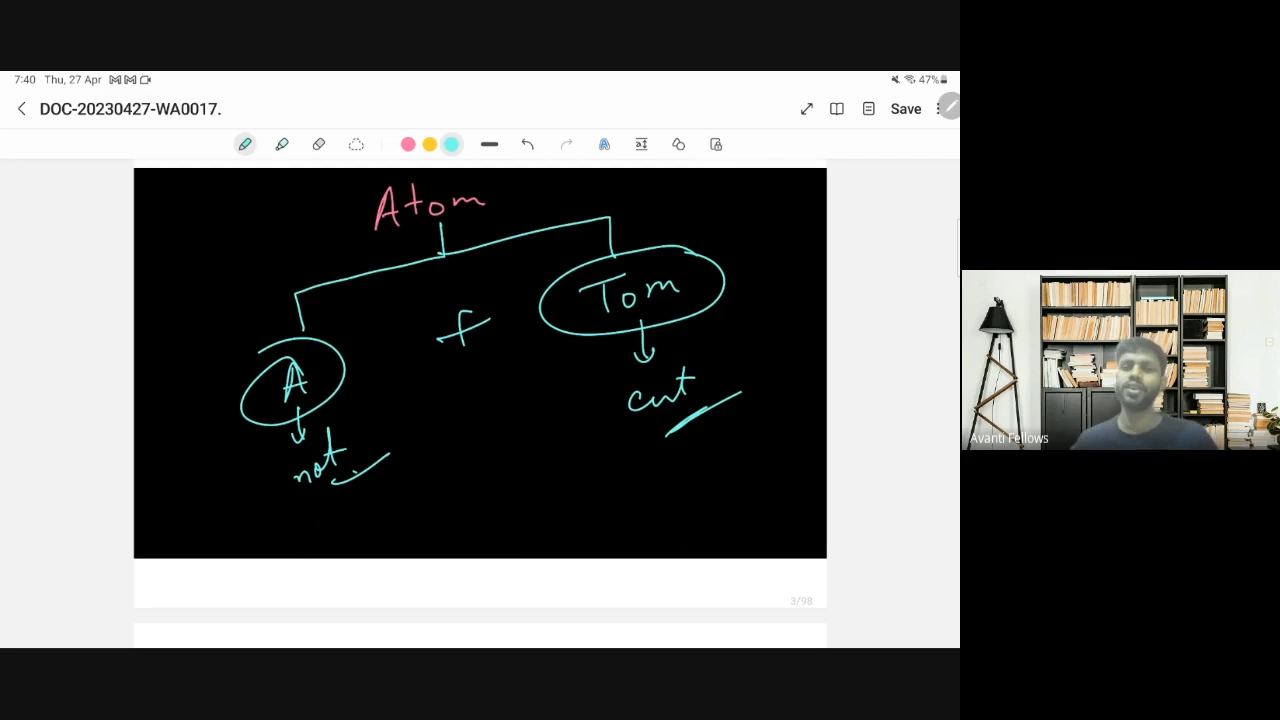 7:40 Thu, 27 Apr
47%
DOC-20230427-WA0017.
Save
Atom
A + Tom
not
cut
3/98
Avanti Fellows